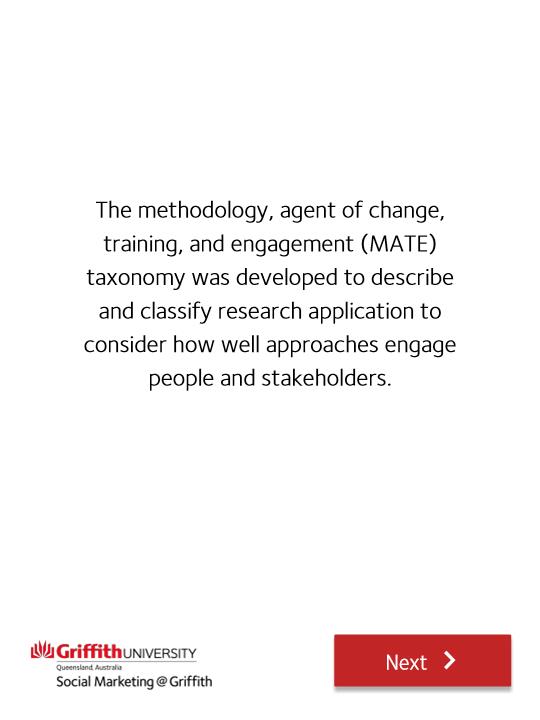 The methodology, agent of change,
training, and engagement (MATE)
taxonomy was developed to describe
and classify research application to
consider how well approaches engage
people and stakeholders.
Griffith UNIVERSITY
Queensland, Australia
Social Marketing @ Griffith
Next